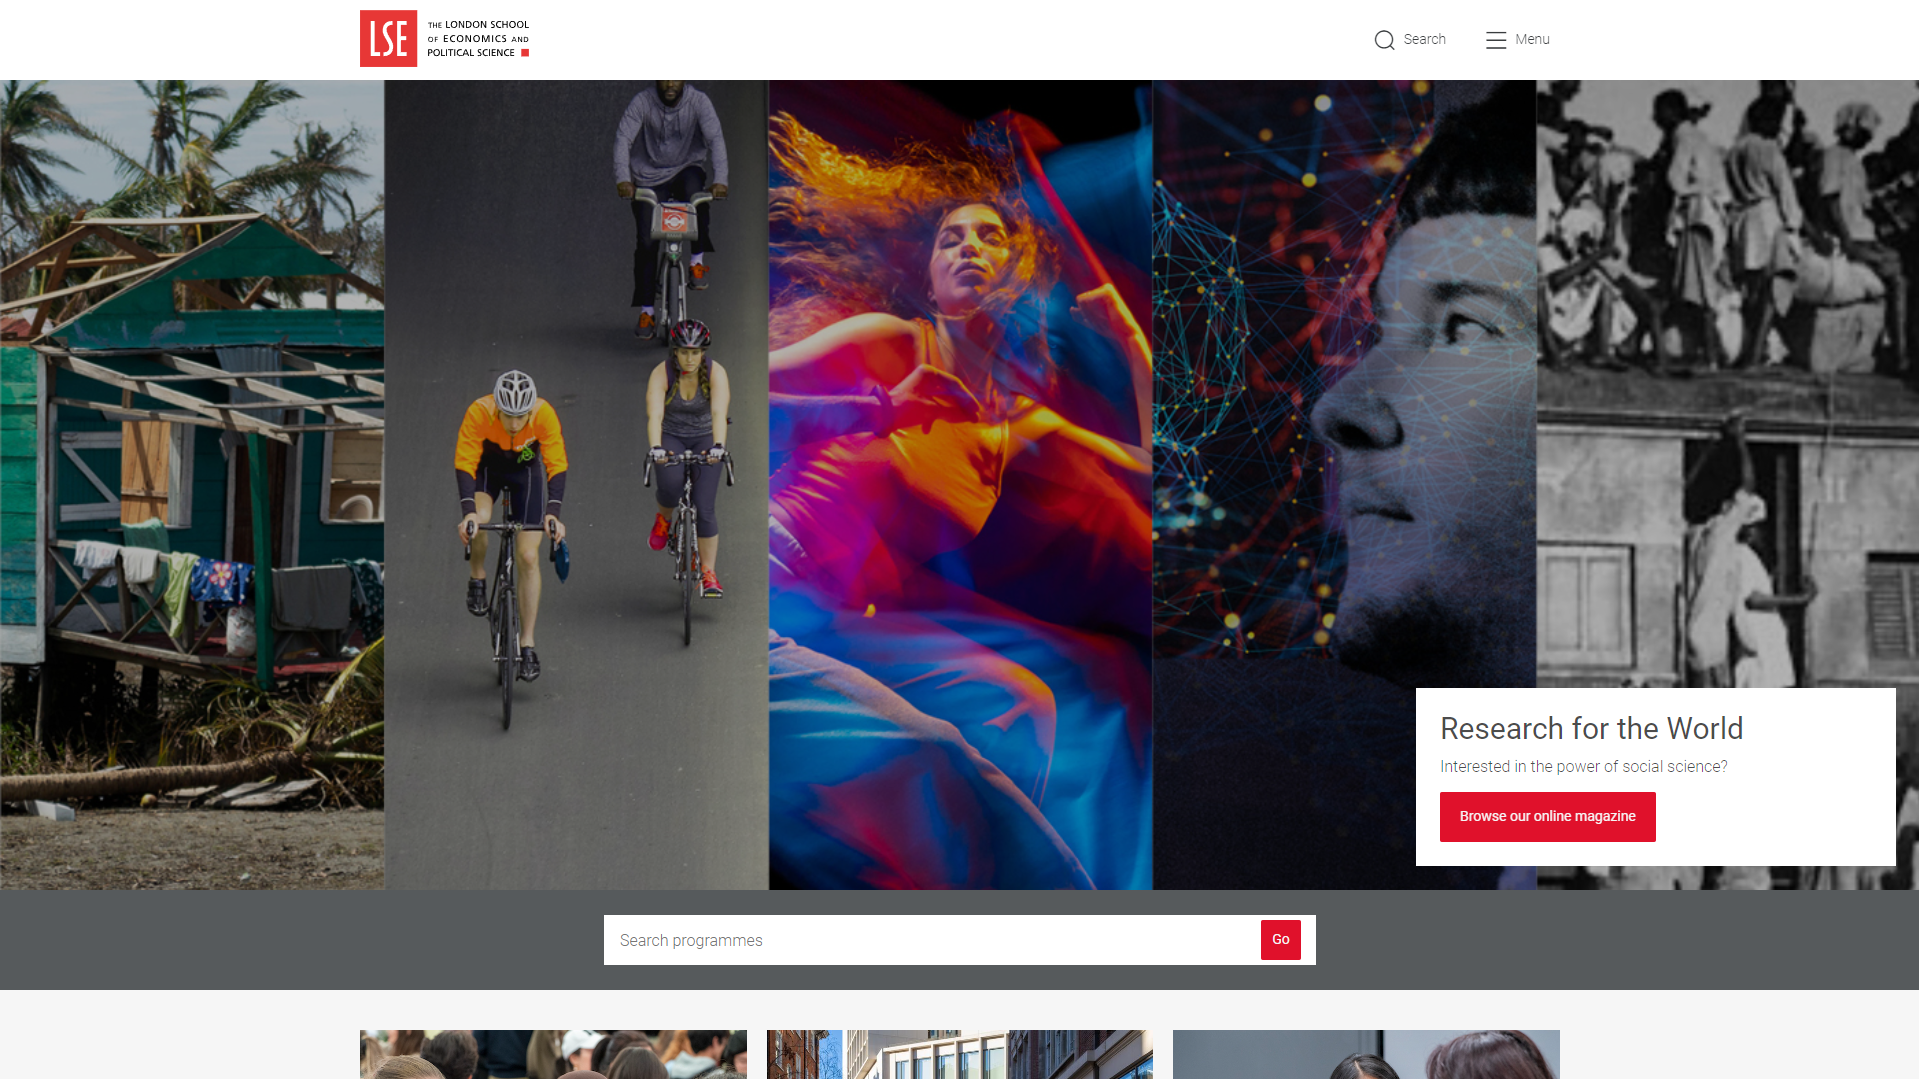 LSE
THE LONDON SCHOOL
OF ECONOMICS AND
POLITICAL SCIENCE
Search
Menu
Research for the World
Interested in the power of social science?
Browse our online magazine
Search programmes
Go